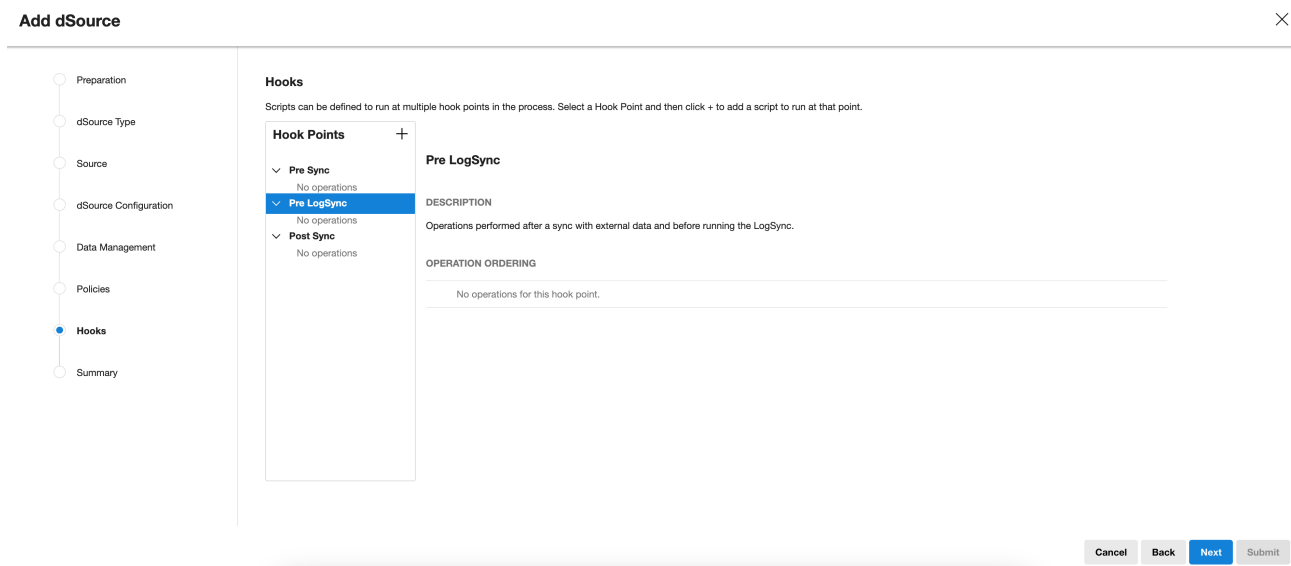 Add dSource
Preparation
dSource Type
Source
dSource Configuration
Data Management
Policies
Hooks
Summary
Hooks
Scripts can be defined to run at multiple hook points in the process. Select a Hook Point and then click + to add a script to run at that point.
Hook Points
Pre Sync
No operations
Pre LogSync
No operations
Post Sync
No operations
Pre LogSync
DESCRIPTION
Operations performed after a sync with external data and before running the LogSync.
OPERATION ORDERING
No operations for this hook point.
Cancel Back Next Submit